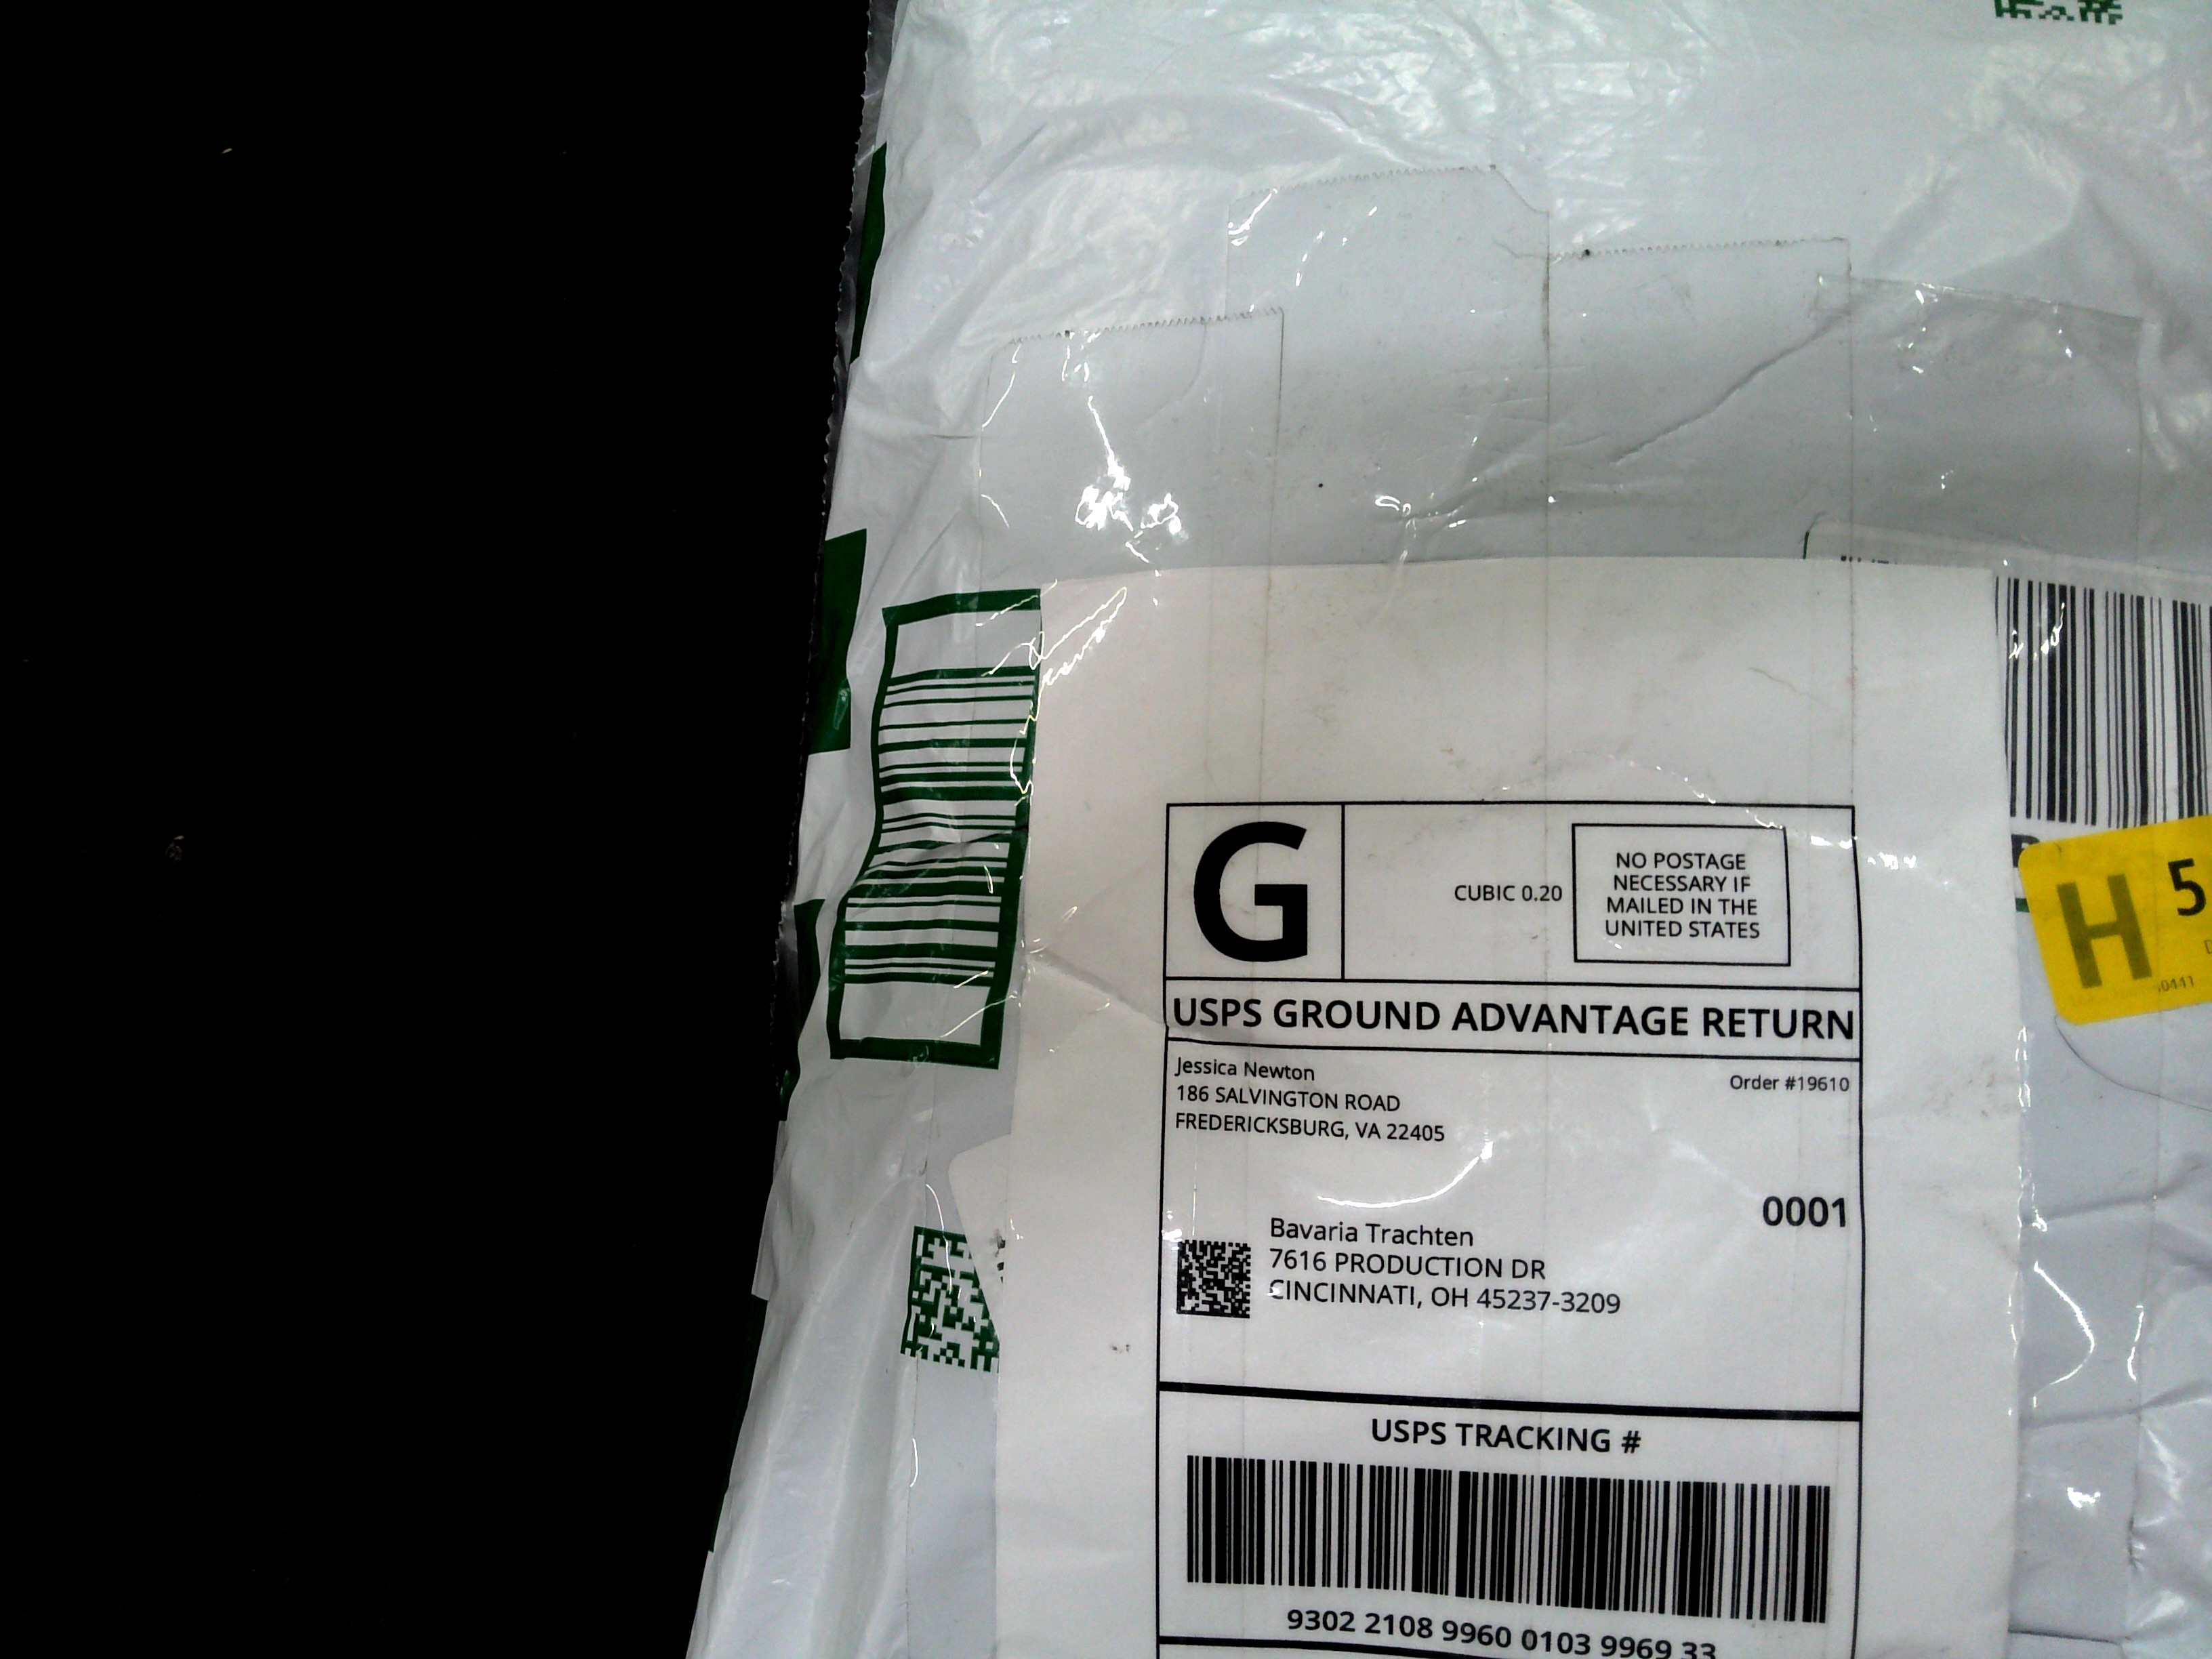 G
CUBIC 0.20
NO POSTAGE
NECESSARY IF
MAILED IN THE
UNITED STATES
USPS GROUND ADVANTAGE RETURN
Jessica Newton
186 SALVINGTON ROAD
FREDERICKSBURG, VA 22405
Order #19610
0001
Bavaria Trachten
7616 PRODUCTION DR
CINCINNATI, OH 45237-3209
USPS TRACKING #
9302 2108 9960 0103 9969 33
H 5